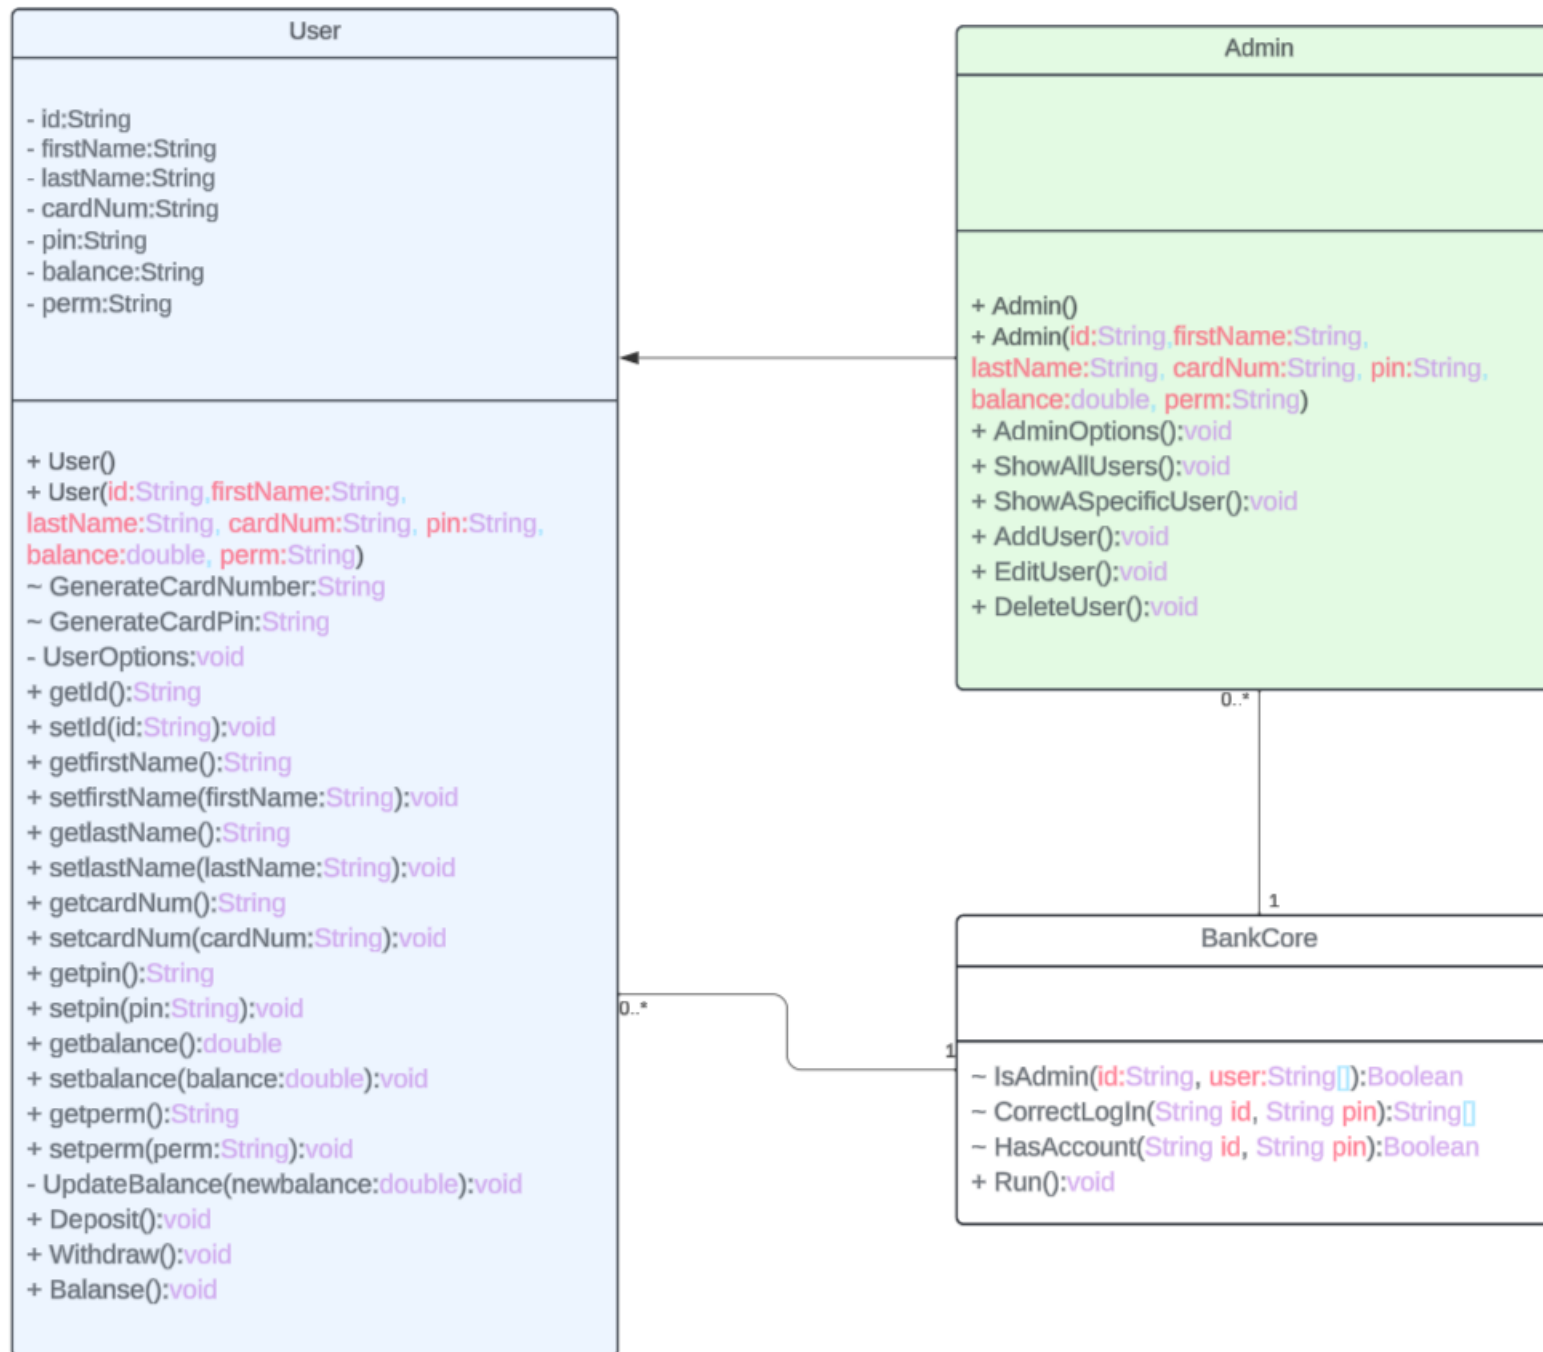 User
- id:String
- firstName:String
- lastName:String
- cardNum:String
- pin:String
- balance:String
- perm:String
+ User()
+ User(id:String,firstName:String,
lastName:String, cardNum:String, pin:String,
balance:double, perm:String)
~ GenerateCardNumber:String
~ GenerateCardPin:String
- UserOptions:void
+ getId():String
+ setId(id:String):void
+ getfirstName():String
+ setfirstName(firstName:String):void
+ getlastName():String
+ setlastName(lastName:String):void
+ getcardNum():String
+ setcardNum(cardNum:String):void
+ getpin():String
+ setpin(pin:String):void
+ getbalance():double
+ setbalance(balance:double):void
+ getperm():String
+ setperm(perm:String):void
- UpdateBalance(newbalance:double):void
+ Deposit():void
+ Withdraw():void
+ Balanse():void
Admin
+ Admin()
+ Admin(id:String,firstName:String,
lastName:String, cardNum:String, pin:String,
balance:double, perm:String)
+ AdminOptions():void
+ ShowAllUsers():void
+ ShowASpecificUser():void
+ AddUser():void
+ EditUser():void
+ DeleteUser():void
0..*
1
0..*
1
BankCore
~ IsAdmin(id:String, user:String[]):Boolean
~ CorrectLogIn(String id, String pin):String[]
~ HasAccount(String id, String pin):Boolean
+ Run():void